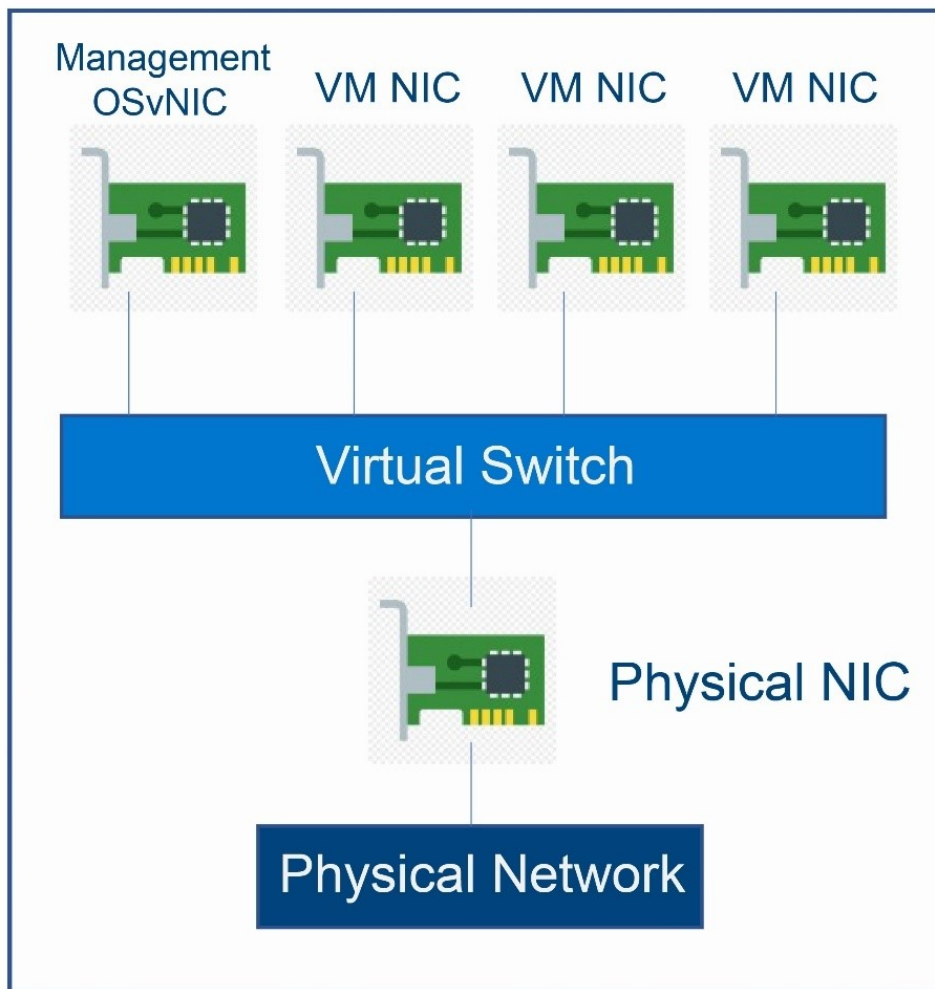 Management
OSvNIC
VM NIC
VM NIC
VM NIC
Virtual Switch
Physical NIC
Physical Network